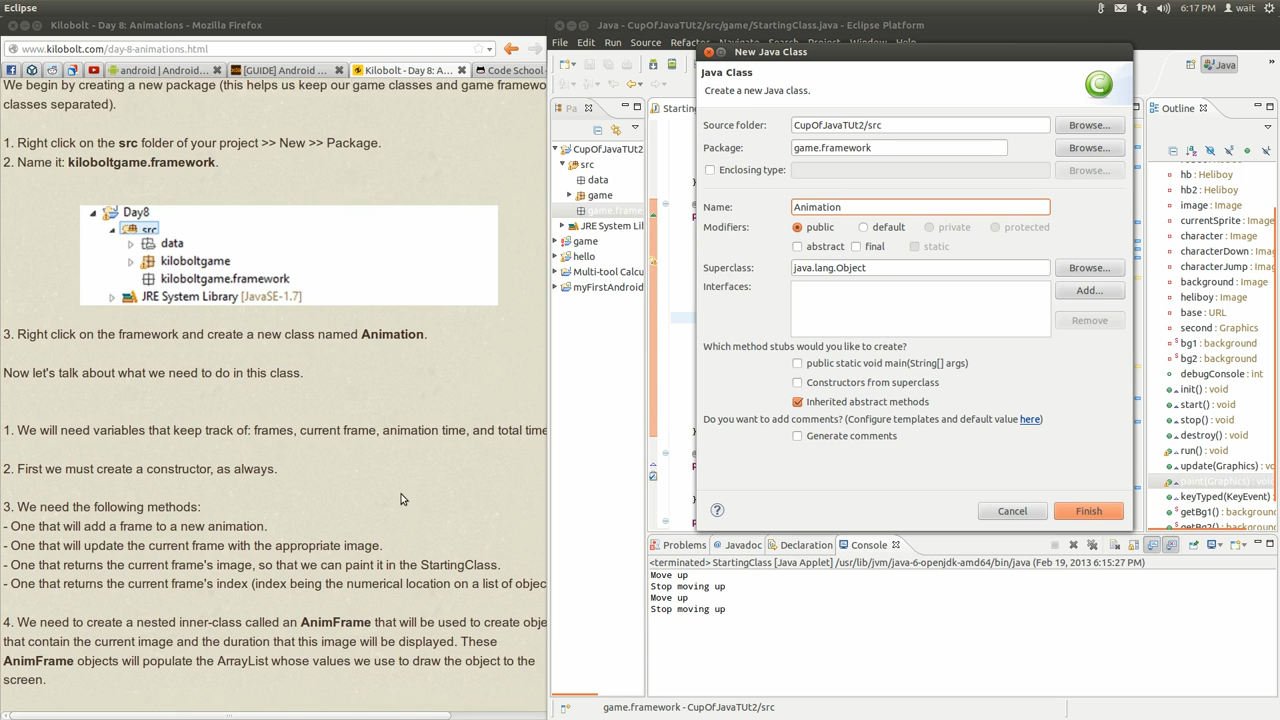 Eclipse
6:17 PM
wait
Kilobolt - Day 8: Animations - Mozilla Firefox
www.kilobolt.com/day-8-animations.html
android | Android...
[GUIDE] Android ...
Kilobolt - Day 8: A...
Code School -
We begin by creating a new package (this helps us keep our game classes and game framewo
classes separated).
1. Right click on the src folder of your project >> New >> Package.
2. Name it: kiloboltgame.framework.
Day8
src
data
kiloboltgame
kiloboltgame.framework
JRE System Library [JavaSE-1.7]
3. Right click on the framework and create a new class named Animation.
Now let's talk about what we need to do in this class.
1. We will need variables that keep track of: frames, current frame, animation time, and total time
2. First we must create a constructor, as always.
3. We need the following methods:
- One that will add a frame to a new animation.
- One that will update the current frame with the appropriate image.
- One that returns the current frame's image, so that we can paint it in the StartingClass.
- One that returns the current frame's index (index being the numerical location on a list of objec
4. We need to create a nested inner-class called an AnimFrame that will be used to create obje
that contain the current image and the duration that this image will be displayed. These
AnimFrame objects will populate the ArrayList whose values we use to draw the object to the
screen.
Java - CupOfJavaTUt2/src/game/StartingClass.java - Eclipse Platform
File Edit Run Source Refactor
Java
Pa
CupOfJavaTUt2
src
data
game
game.frame
JRE System Lil
game
hello
Multi-tool Calcu
myFirstAndroid
Startin
New Java Class
Java Class
Create a new Java class.
Source folder: CupOfJavaTUt2/src Browse...
Package: game.framework Browse...
Enclosing type: Browse...
Name: Animation
Modifiers: public default private protected
abstract final static
Superclass: java.lang.Object Browse...
Interfaces: Add...
Remove
Which method stubs would you like to create?
public static void main(String[] args)
Constructors from superclass
Inherited abstract methods
Do you want to add comments? (Configure templates and default value here)
Generate comments
Cancel Finish
Outline
hb: Heliboy
hb2 : Heliboy
image : Image
currentSprite : Image
character : Image
characterDown : Image
characterJump : Image
background : Image
heliboy : Image
base : URL
second : Graphics
bg1 : background
bg2 : background
debugConsole : int
init() : void
start() : void
stop() : void
destroy() : void
run() : void
update(Graphics) : void
paint(Graphics) : void
keyTyped(KeyEvent)
getBg1() : background
getBg2() : background
Problems Javadoc Declaration Console
<terminated> StartingClass [Java Applet] /usr/lib/jvm/java-6-openjdk-amd64/bin/java (Feb 19, 2013 6:15:27 PM)
Move up
Stop moving up
Move up
Stop moving up
game.framework - CupOfJavaTUt2/src